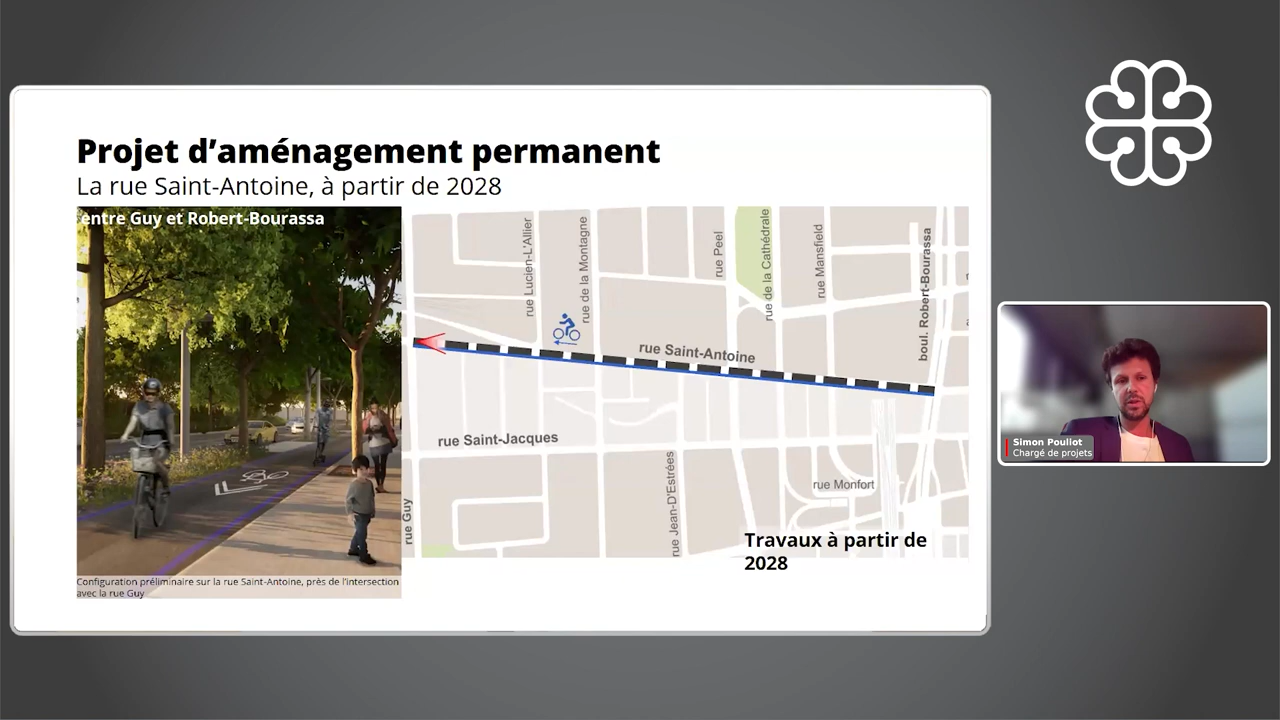 Projet d’aménagement permanent
La rue Saint-Antoine, à partir de 2028
entre Guy et Robert-Bourassa
rue Lucien-L'Allier
rue de la Montagne
rue Peel
rue de la Cathédrale
rue Mansfield
boul. Robert-Bourassa
rue Saint-Antoine
rue Saint-Jacques
rue Guy
rue Jean-D'Estrées
rue Monfort
Travaux à partir de
2028
Configuration préliminaire sur la rue Saint-Antoine, près de l’intersection
avec la rue Guy
Simon Pouliot
Chargé de projets